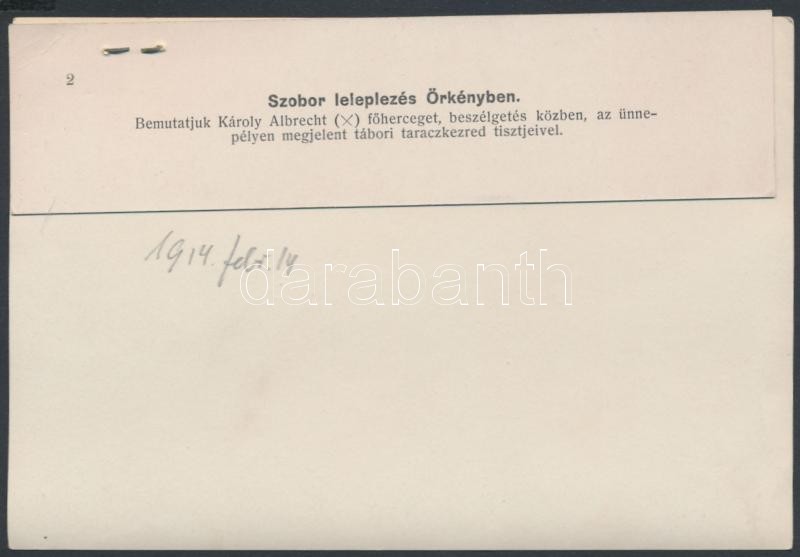 2
Szobor leleplezés Örkényben.
Bemutatjuk Károly Albrecht (×) főherceget, beszélgetés közben, az ünne-
pélyen megjelent tábori taraczkezred tisztjeivel.
1914. febr. 14
darabanth